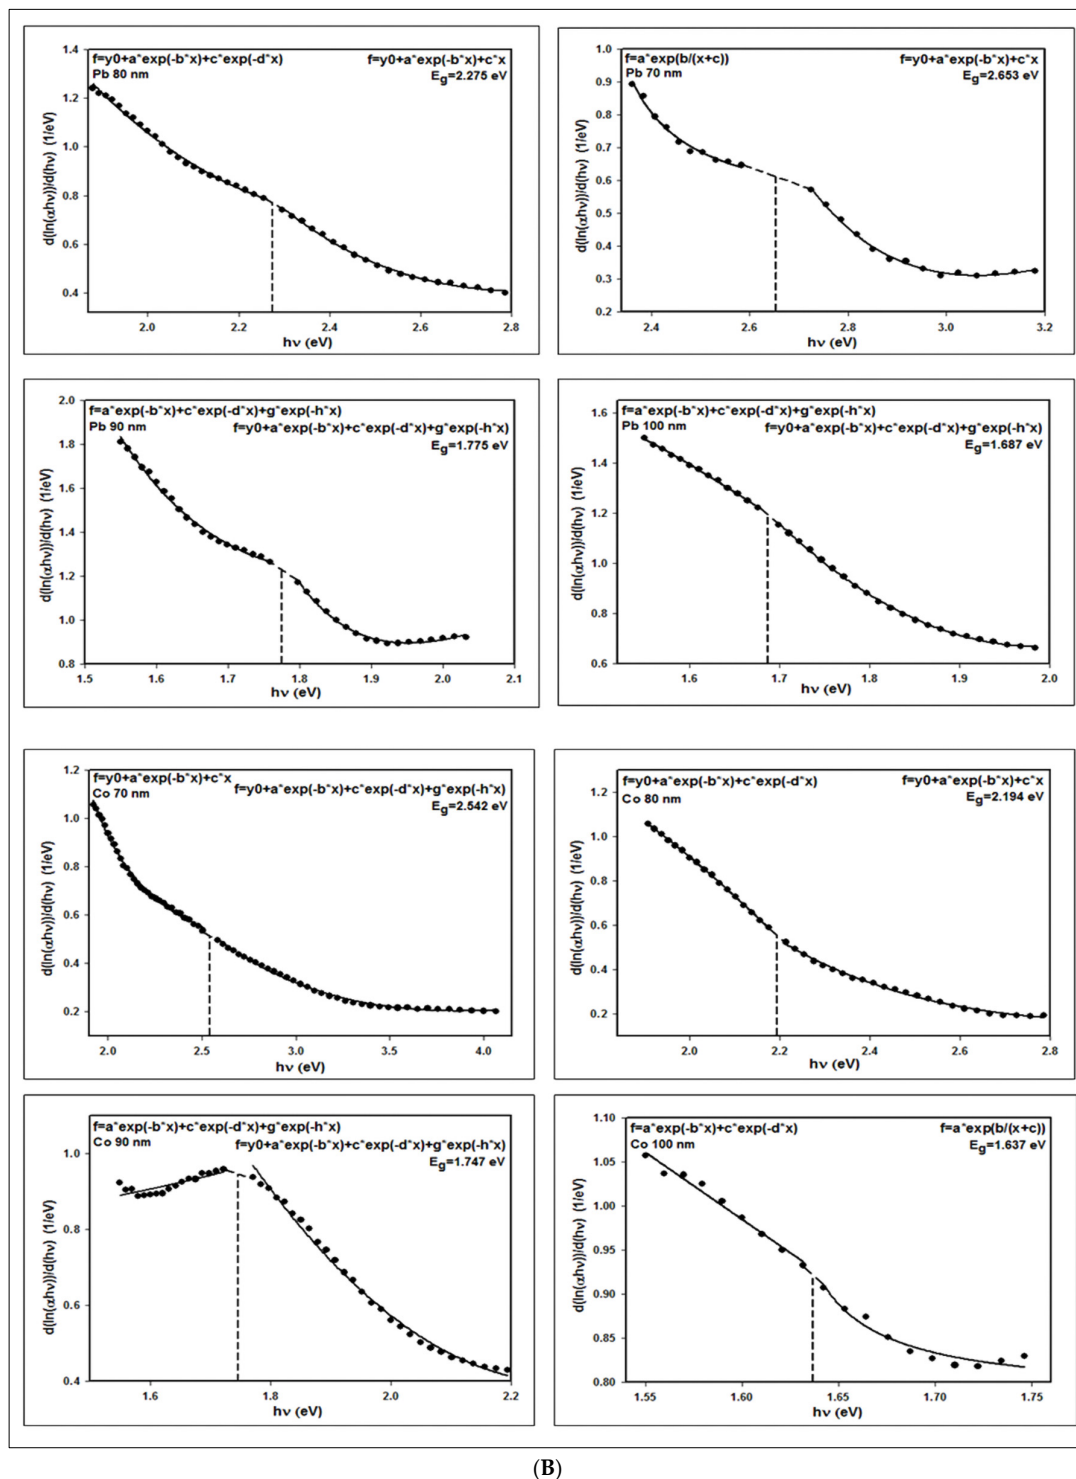 f=y0+a*exp(-b*x)+c*exp(-d*x)
f=y0+a*exp(-b*x)+c*x
Pb 80 nm
Eg=2.275 eV
1.4
1.2
1.0
0.8
0.6
0.4
d(ln(αhν))/d(hν) (1/eV)
2.0
2.2
2.4
2.6
2.8
hν (eV)
f=a*exp(b/(x+c))
f=y0+a*exp(-b*x)+c*x
Pb 70 nm
Eg=2.653 eV
1.0
0.9
0.8
0.7
0.6
0.5
0.4
0.3
0.2
d(ln(αhν))/d(hν) (1/eV)
2.4
2.6
2.8
3.0
3.2
hν (eV)
f=a*exp(-b*x)+c*exp(-d*x)+g*exp(-h*x)
Pb 90 nm
f=y0+a*exp(-b*x)+c*exp(-d*x)+g*exp(-h*x)
Eg=1.775 eV
2.0
1.8
1.6
1.4
1.2
1.0
0.8
d(ln(αhν))/d(hν) (1/eV)
1.5
1.6
1.7
1.8
1.9
2.0
2.1
hν (eV)
f=a*exp(-b*x)+c*exp(-d*x)+g*exp(-h*x)
Pb 100 nm
f=y0+a*exp(-b*x)+c*exp(-d*x)+g*exp(-h*x)
Eg=1.687 eV
1.6
1.4
1.2
1.0
0.8
0.6
d(ln(αhν))/d(hν) (1/eV)
1.6
1.7
1.8
1.9
2.0
hν (eV)
f=y0+a*exp(-b*x)+c*x
Co 70 nm
f=y0+a*exp(-b*x)+c*exp(-d*x)+g*exp(-h*x)
Eg=2.542 eV
1.2
1.0
0.8
0.6
0.4
0.2
d(ln(αhν))/d(hν) (1/eV)
2.0
2.5
3.0
3.5
4.0
hν (eV)
f=y0+a*exp(-b*x)+c*exp(-d*x)
f=y0+a*exp(-b*x)+c*x
Co 80 nm
Eg=2.194 eV
1.2
1.0
0.8
0.6
0.4
0.2
d(ln(αhν))/d(hν) (1/eV)
2.0
2.2
2.4
2.6
2.8
hν (eV)
f=a*exp(-b*x)+c*exp(-d*x)+g*exp(-h*x)
Co 90 nm
f=y0+a*exp(-b*x)+c*exp(-d*x)+g*exp(-h*x)
Eg=1.747 eV
1.0
0.8
0.6
0.4
d(ln(αhν))/d(hν) (1/eV)
1.6
1.8
2.0
2.2
hν (eV)
f=a*exp(-b*x)+c*exp(-d*x)
f=a*exp(b/(x+c))
Co 100 nm
Eg=1.637 eV
1.10
1.05
1.00
0.95
0.90
0.85
0.80
d(ln(αhν))/d(hν) (1/eV)
1.55
1.60
1.65
1.70
1.75
hν (eV)
(B)